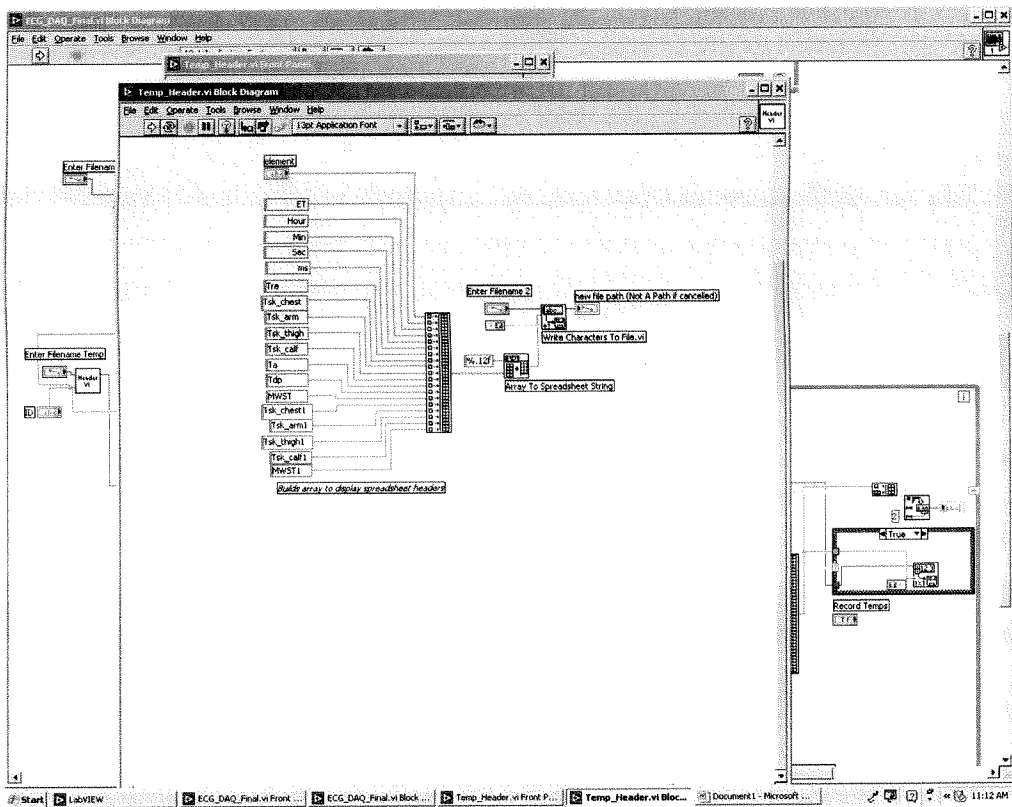 ECG_DAQ_Final.vi Block Diagram
File Edit Operate Tools Browse Window Help
Temp_Header.vi Front Panel
Temp_Header.vi Block Diagram
File Edit Operate Tools Browse Window Help
13pt Application Font
Header
VI
element
Enter Filenam
ET
Hour
Min
Sec
ms
Tre
Tsk_chest
Tsk_arm
Tsk_thigh
Tsk_calf
Ta
Tdp
MWST
Tsk_chest1
Tsk_arm1
Tsk_thigh1
Tsk_calf1
MWST1
Builds array to display spreadsheet headers
Enter Filename 2
new file path (Not A Path if cancelled)
Write Characters To File.vi
%.12f
Array To Spreadsheet String
Enter Filename Temp
Header
VI
ID
True
Record Temps
TF
Start
LabVIEW
ECG_DAQ_Final.vi Front ...
ECG_DAQ_Final.vi Block ...
Temp_Header.vi Front P...
Temp_Header.vi Bloc...
Document1 - Microsoft ...
11:12 AM